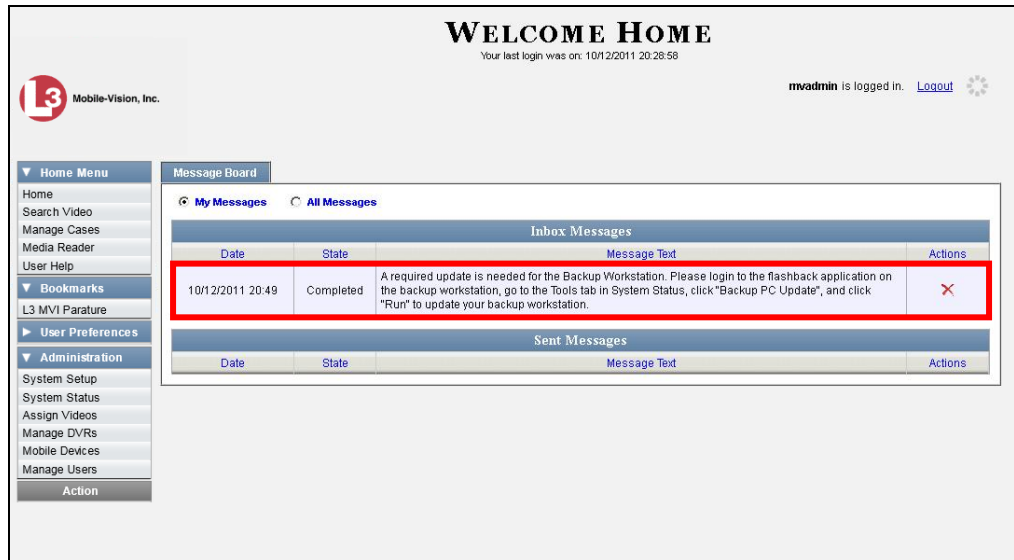 WELCOME HOME
Your last login was on: 10/12/2011 20:28:58
L3 Mobile-Vision, Inc.
mvadmin is logged in. Logout
▼ Home Menu
Home
Search Video
Manage Cases
Media Reader
User Help
▼ Bookmarks
L3 MVI Parature
▶ User Preferences
▼ Administration
System Setup
System Status
Assign Videos
Manage DVRs
Mobile Devices
Manage Users
Action
Message Board
My Messages All Messages
Inbox Messages
Date State Message Text Actions
10/12/2011 20:49 Completed
A required update is needed for the Backup Workstation. Please login to the flashback application on
the backup workstation, go to the Tools tab in System Status, click "Backup PC Update", and click
"Run" to update your backup workstation.
Sent Messages
Date State Message Text Actions